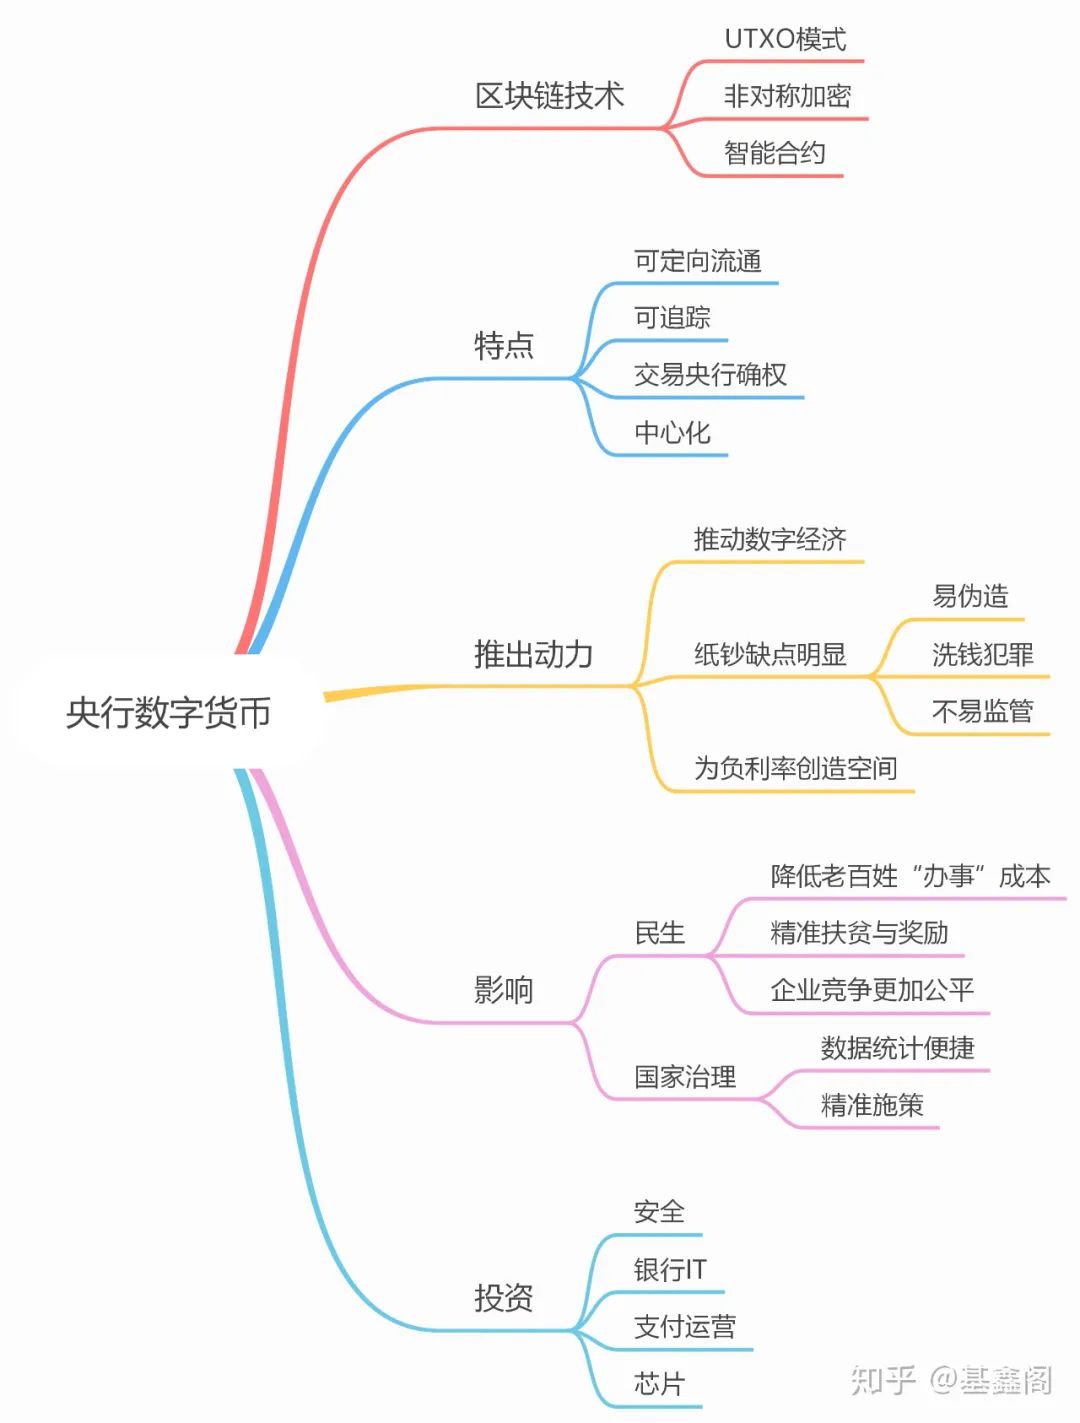 央行数字货币
区块链技术
UTXO模式
非对称加密
智能合约
特点
可定向流通
可追踪
交易央行确权
中心化
推出动力
推动数字经济
纸钞缺点明显
易伪造
洗钱犯罪
不易监管
为负利率创造空间
影响
民生
降低老百姓“办事”成本
精准扶贫与奖励
企业竞争更加公平
国家治理
数据统计便捷
精准施策
投资
安全
银行IT
支付运营
芯片
知乎 @基鑫阁